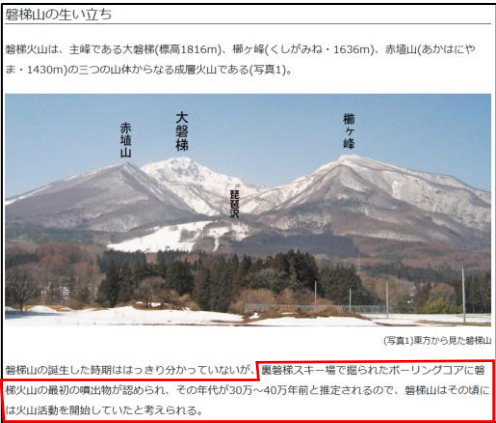 磐梯山の生い立ち
磐梯火山は、主峰である大磐梯(標高1816m)、櫛ヶ峰(くしがみね・1636m)、赤埴山(あかはにや
ま・1430m)の三つの山体からなる成層火山である(写真1)。
赤埴山
大磐梯
琵琶沢
櫛ヶ峰
(写真1)東方から見た磐梯山
磐梯山の誕生した時期ははっきり分かっていないが、裏磐梯スキー場で掘られたボーリングコアに磐
梯火山の最初の噴出物が認められ、その年代が30万～40万年前と推定されるので、磐梯山はその頃に
は火山活動を開始していたと考えられる。